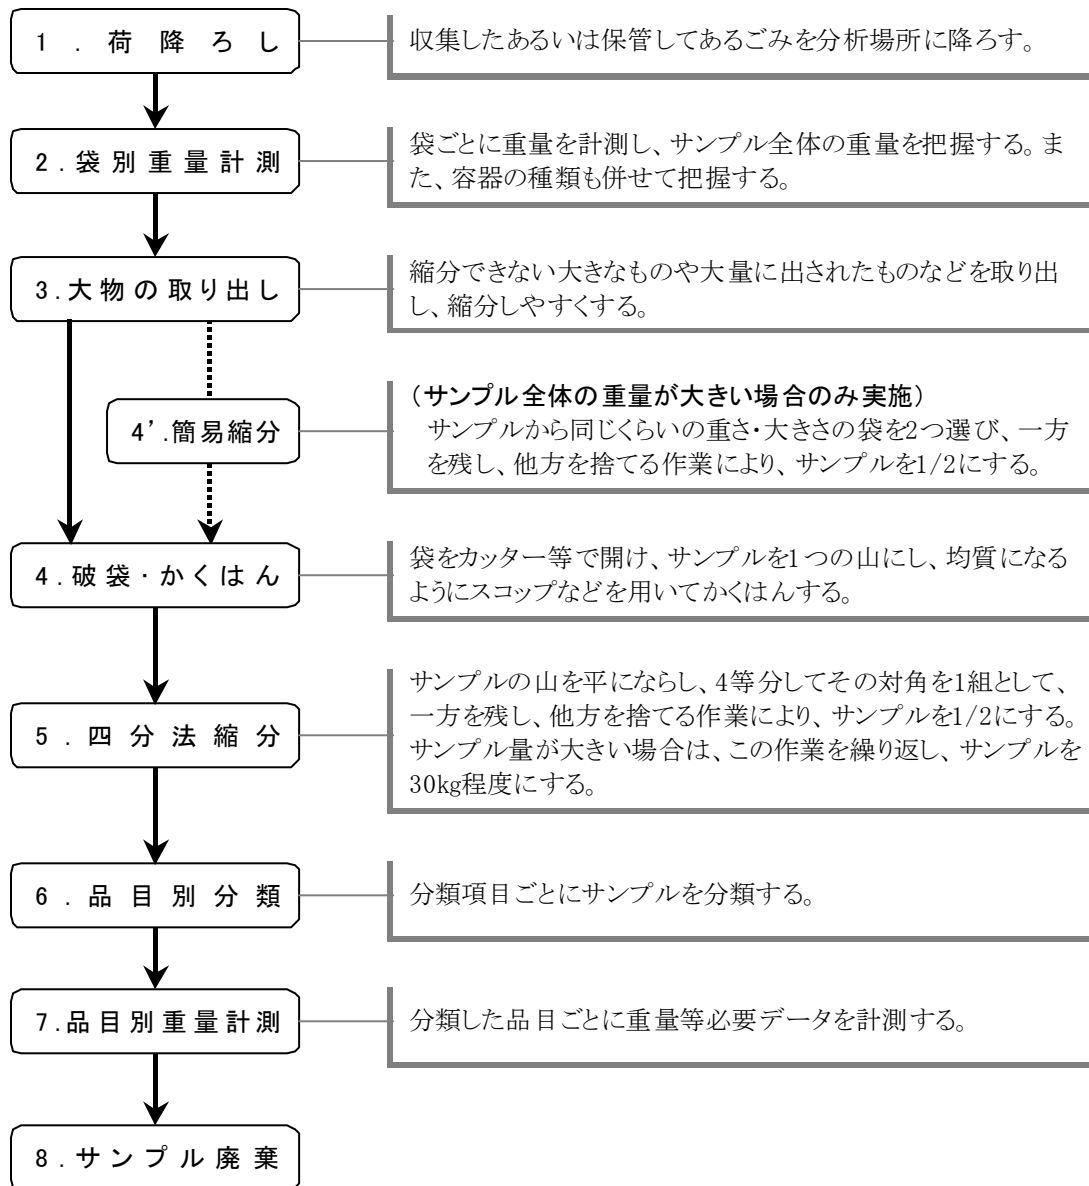 1.荷降ろし
収集したあるいは保管してあるごみを分析場所に降ろす。
2.袋別重量計測
袋ごとに重量を計測し、サンプル全体の重量を把握する。ま
た、容器の種類も併せて把握する。
3.大物の取り出し
縮分できない大きなものや大量に出されたものなどを取り出
し、縮分しやすくする。
4'.簡易縮分
(サンプル全体の重量が大きい場合のみ実施)
サンプルから同じくらいの重さ・大きさの袋を2つ選び、一方
を残し、他方を捨てる作業により、サンプルを1/2にする。
4.破袋・かくはん
袋をカッター等で開け、サンプルを1つの山にし、均質になる
ようにスコップなどを用いてかくはんする。
5.四分法縮分
サンプルの山を平にならし、4等分してその対角を1組として、
一方を残し、他方を捨てる作業により、サンプルを1/2にする。
サンプル量が大きい場合は、この作業を繰り返し、サンプルを
30kg程度にする。
6.品目別分類
分類項目ごとにサンプルを分類する。
7.品目別重量計測
分類した品目ごとに重量等必要データを計測する。
8.サンプル廃棄